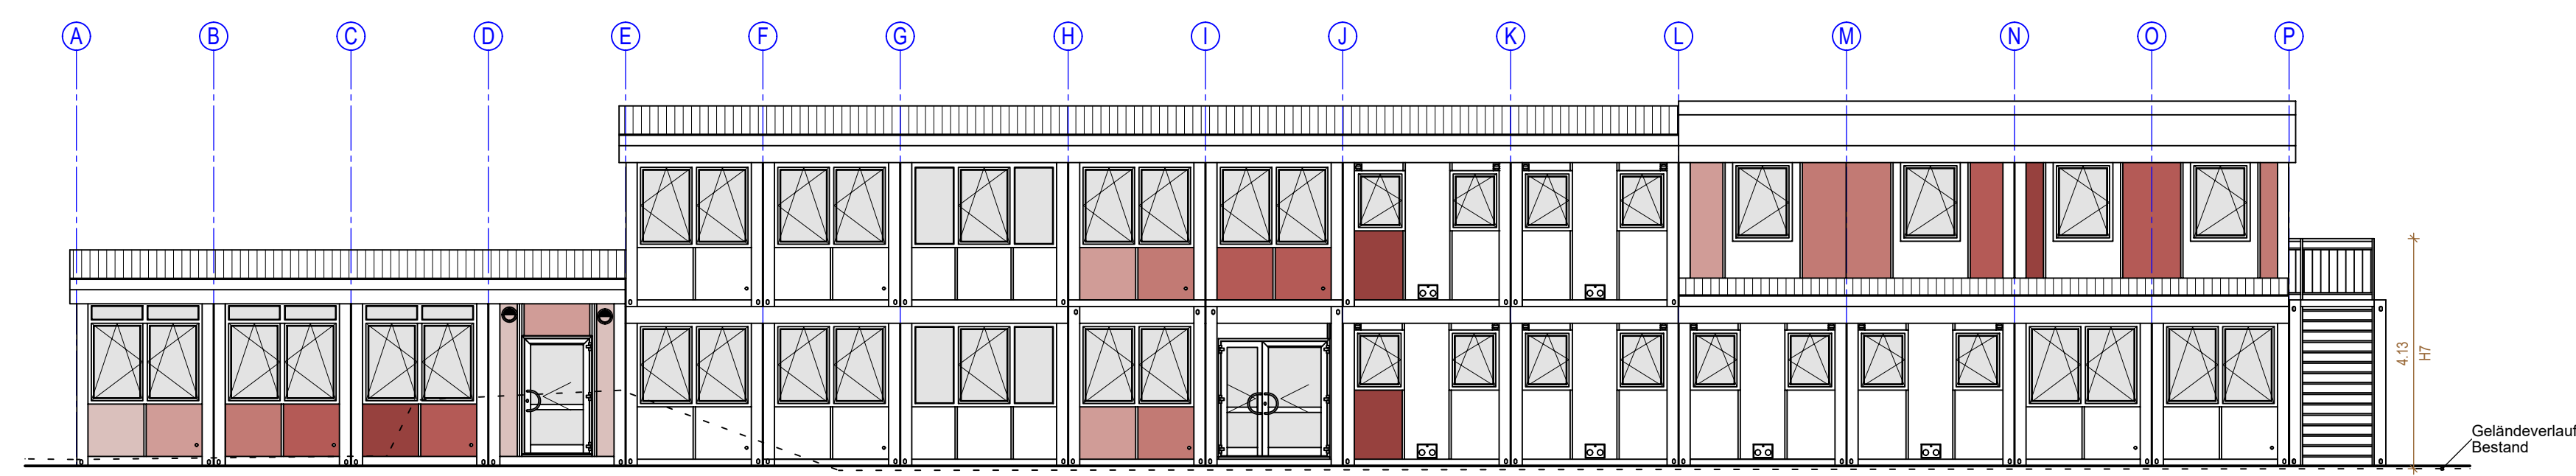 A B C D E F G H I J K L M N O P
4.13
H7
Geländeverlauf
Bestand